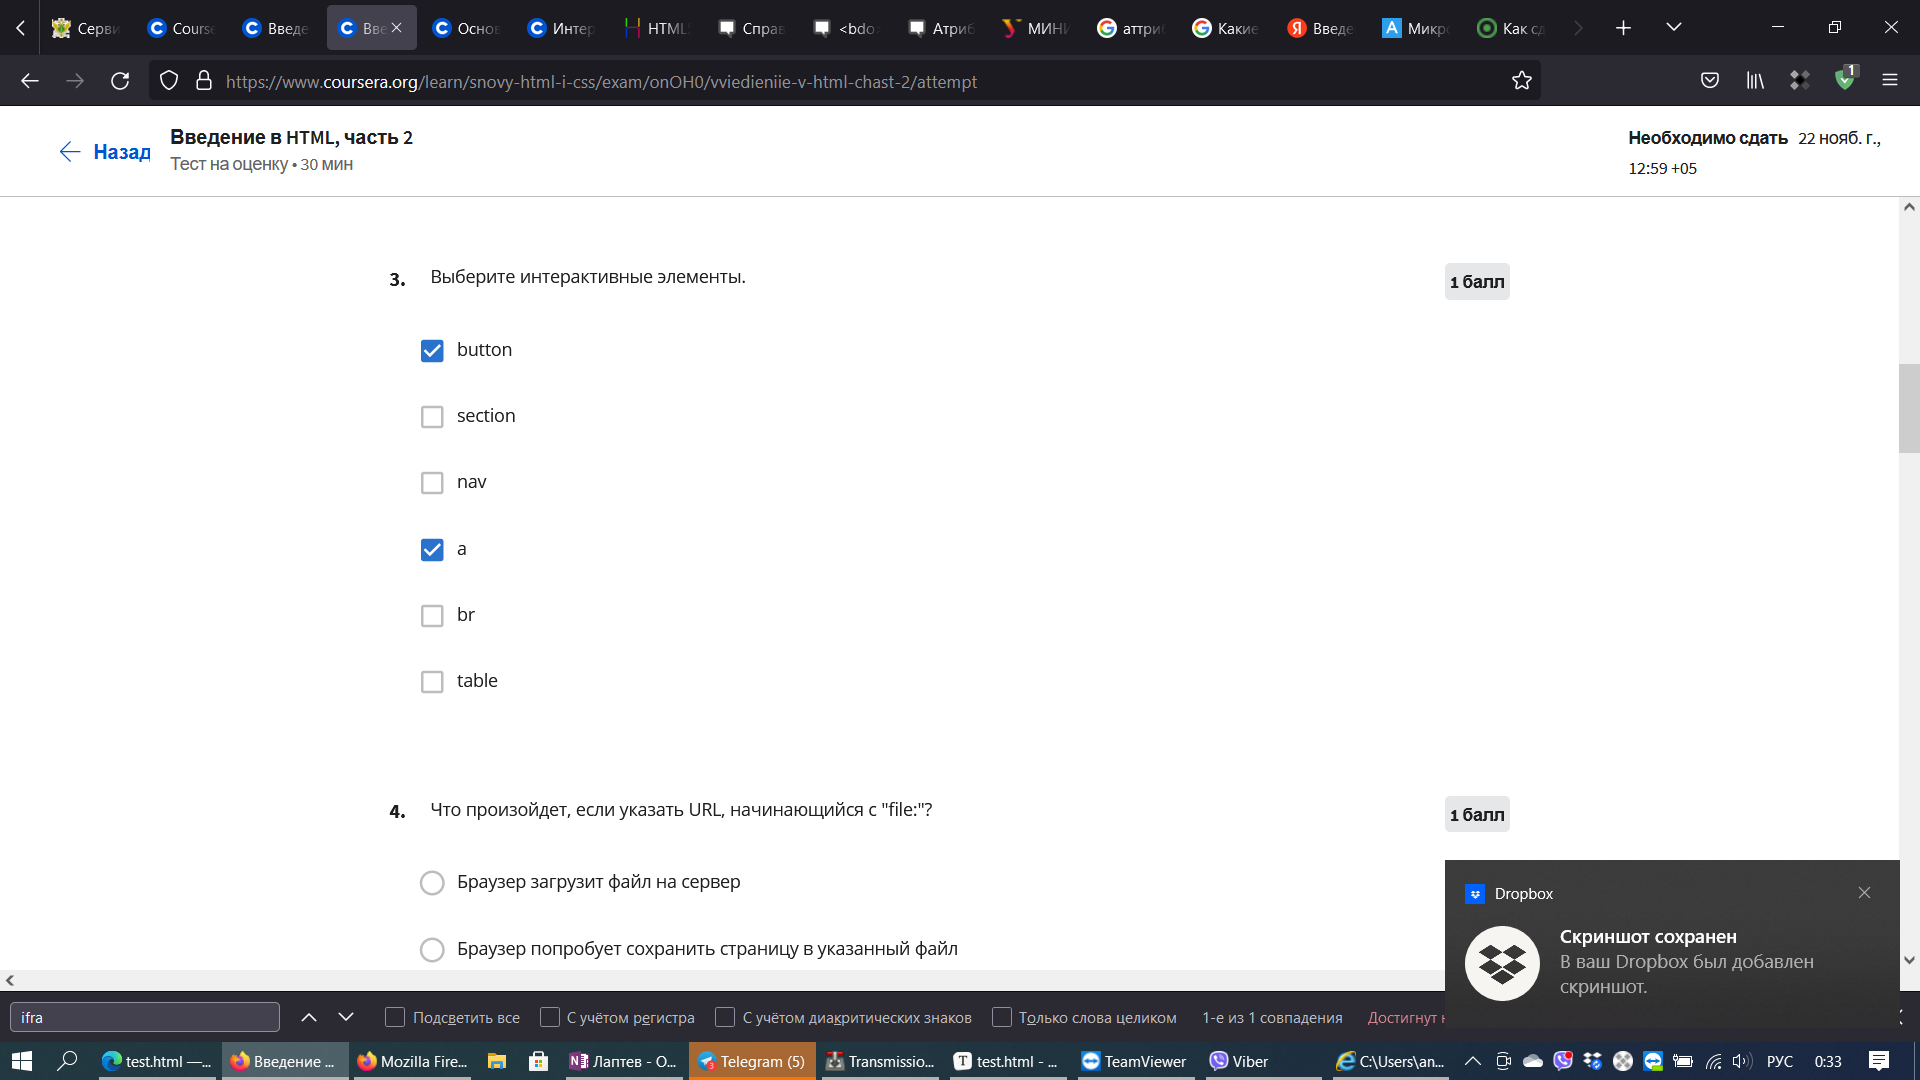 Серви
Course
Введе
Вве
Основ
Интер
HTML5
Справ
<bdo>
Атриб
МИНИ
аттриб
Какие
Введе
Микро
Как сд
https://www.coursera.org/learn/snovy-html-i-css/exam/onOH0/vviedieniie-v-html-chast-2/attempt
1
Назад
Введение в HTML, часть 2
Тест на оценку • 30 мин
Необходимо сдать 22 нояб. г.,
12:59 +05
3. Выберите интерактивные элементы.
1 балл
button
section
nav
a
br
table
4. Что произойдет, если указать URL, начинающийся с "file:"?
1 балл
Браузер загрузит файл на сервер
Браузер попробует сохранить страницу в указанный файл
Dropbox
Скриншот сохранен
В ваш Dropbox был добавлен
скриншот.
ifra
Подсветить все
С учётом регистра
С учётом диакритических знаков
Только слова целиком
1-е из 1 совпадения
Достигнут
test.html —...
Введение ...
Mozilla Fire...
Лаптев - О...
Telegram (5)
Transmissio...
test.html - ...
TeamViewer
Viber
C:\Users\an...
РУС
0:33